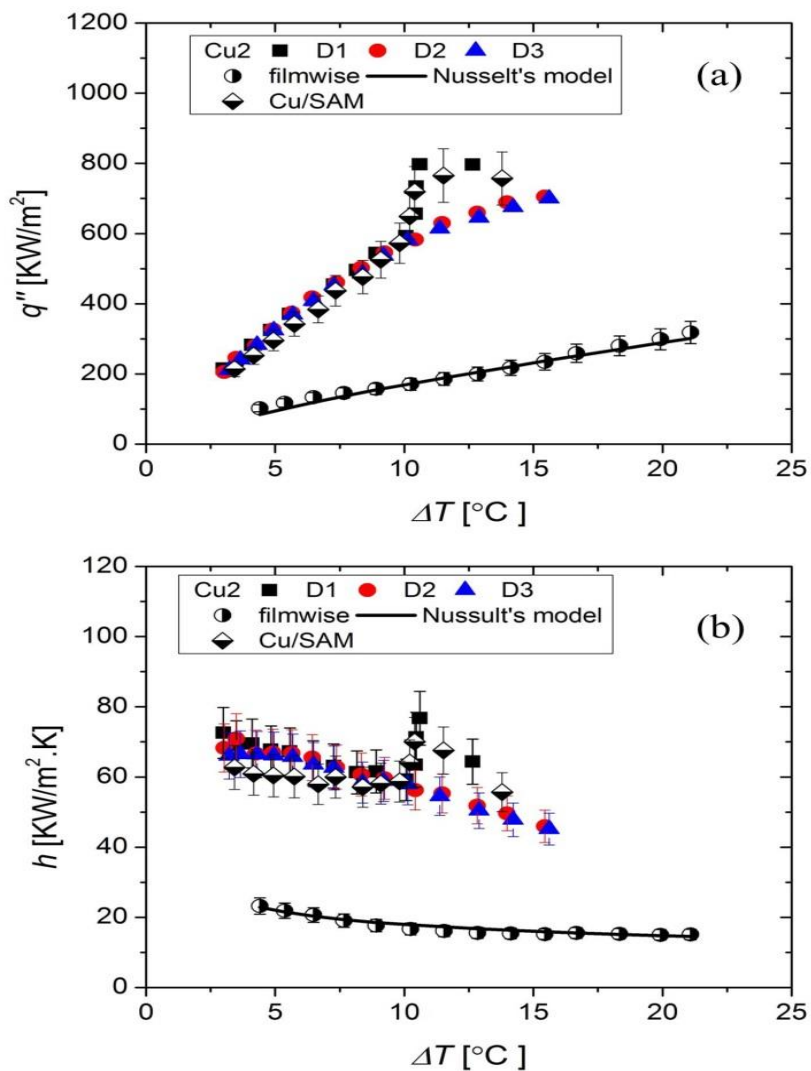 1200
1000
800
600
400
200
0
q" [KW/m²]
Cu2 D1 D2 D3
filmwise Nusselt's model
Cu/SAM
(a)
0 5 10 15 20 25
ΔT [°C ]
120
100
80
60
40
20
0
h [KW/m².K]
Cu2 D1 D2 D3
filmwise Nussult's model
Cu/SAM
(b)
0 5 10 15 20 25
ΔT [°C ]